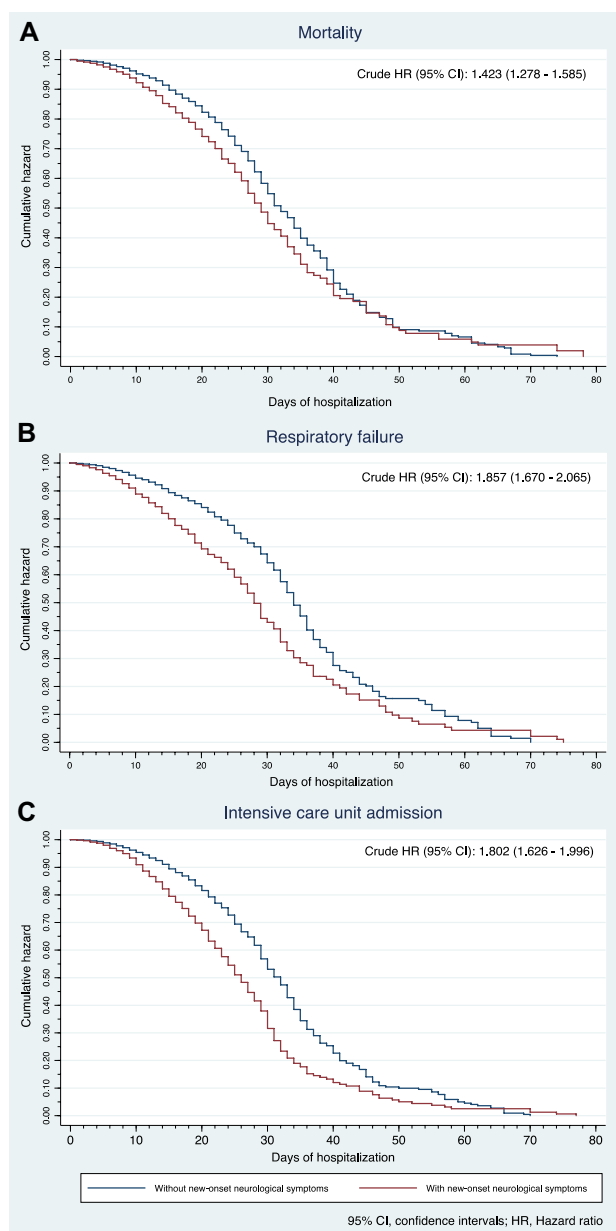 A
Mortality
Crude HR (95% CI): 1.423 (1.278 - 1.585)
Cumulative hazard
1.00
0.90
0.80
0.70
0.60
0.50
0.40
0.30
0.20
0.10
0.00
0 10 20 30 40 50 60 70 80
Days of hospitalization
B
Respiratory failure
Crude HR (95% CI): 1.857 (1.670 - 2.065)
Cumulative hazard
1.00
0.90
0.80
0.70
0.60
0.50
0.40
0.30
0.20
0.10
0.00
0 10 20 30 40 50 60 70 80
Days of hospitalization
C
Intensive care unit admission
Crude HR (95% CI): 1.802 (1.626 - 1.996)
Cumulative hazard
1.00
0.90
0.80
0.70
0.60
0.50
0.40
0.30
0.20
0.10
0.00
0 10 20 30 40 50 60 70 80
Days of hospitalization
Without new-onset neurological symptoms With new-onset neurological symptoms
95% CI, confidence intervals; HR, Hazard ratio